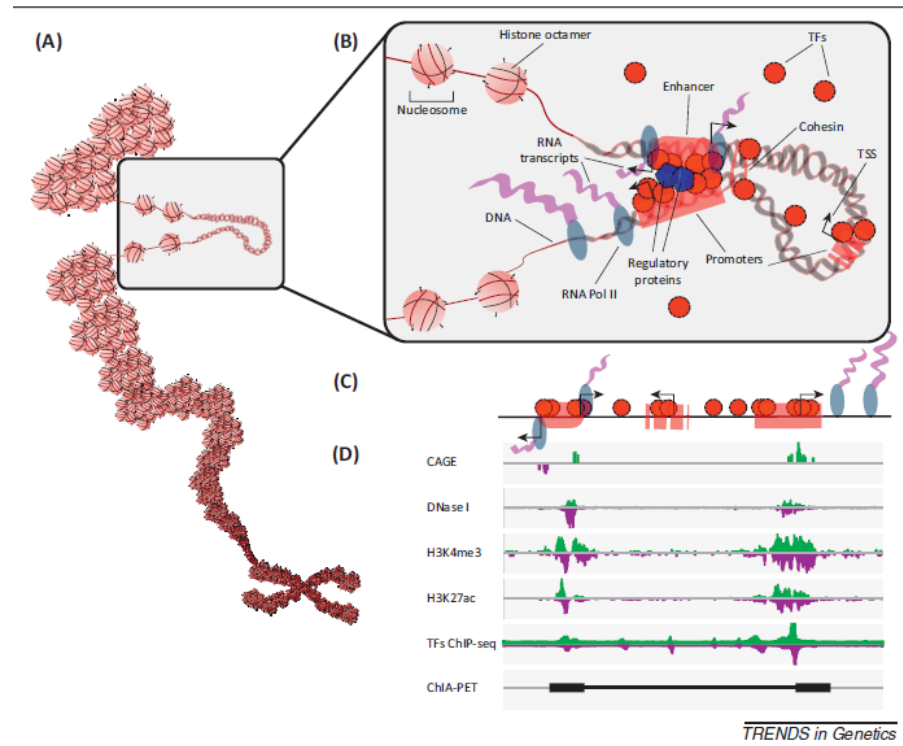 (A)
(B)
Histone octamer
TFs
Nucleosome
Enhancer
RNA
transcripts
Cohesin
TSS
DNA
Regulatory
proteins
Promoters
RNA Pol II
(C)
(D)
CAGE
DNase I
H3K4me3
H3K27ac
TFs ChIP-seq
ChIA-PET
TRENDS in Genetics